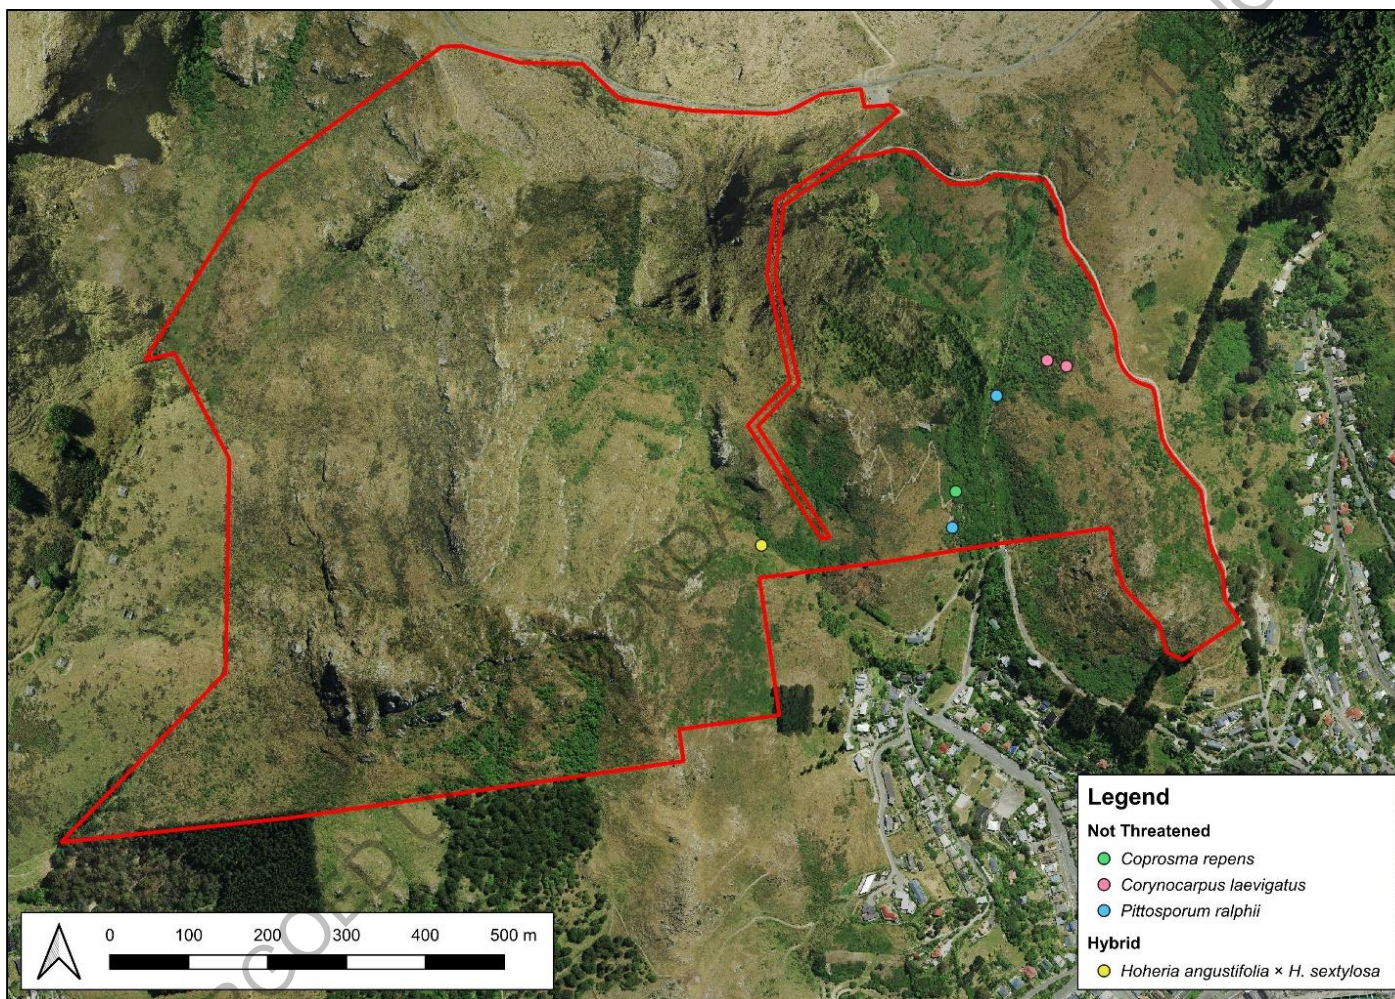 Legend
Not Threatened
Coprosma repens
Corynocarpus laevigatus
Pittosporum ralphii
Hybrid
Hoheria angustifolia × H. sextylosa
0 100 200 300 400 500 m